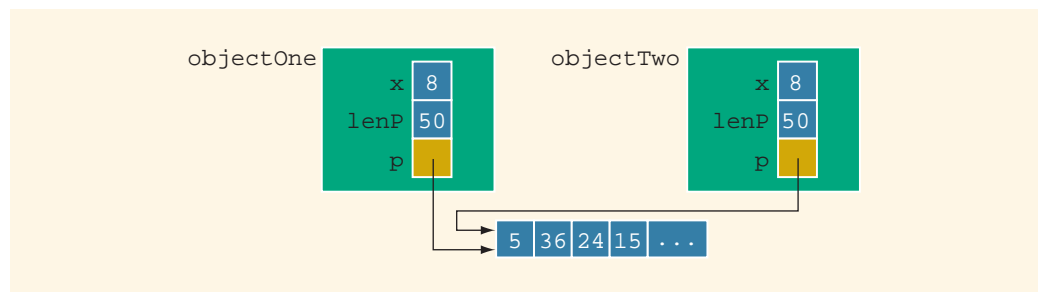 objectOne
x 8
lenP 50
p
objectTwo
x 8
lenP 50
p
5 36 24 15 ...